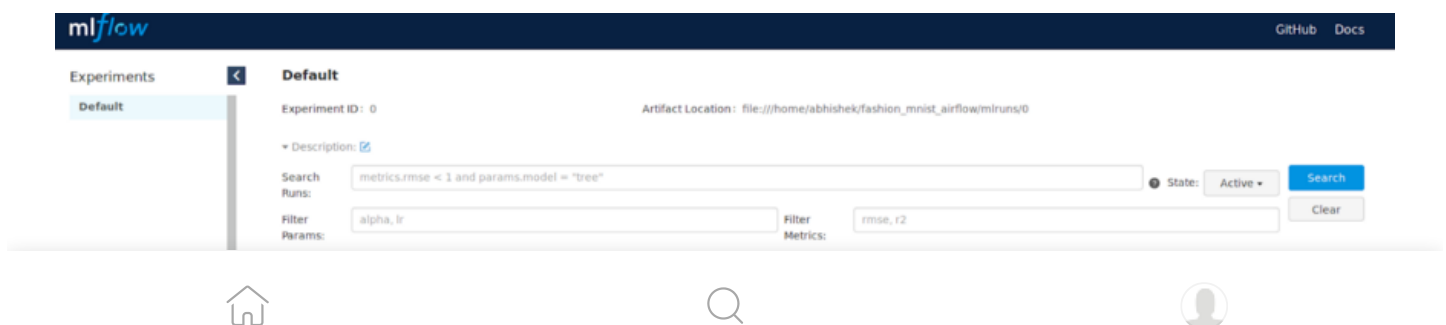 mlflow
GitHub Docs
Experiments
Default
Default
Experiment ID: 0
Artifact Location: file:///home/abhishek/fashion_mnist_airflow/mlruns/0
Description:
Search Runs:
metrics.rmse < 1 and params.model = "tree"
State: Active
Search
Filter Params:
alpha, lr
Filter Metrics:
rmse, r2
Clear